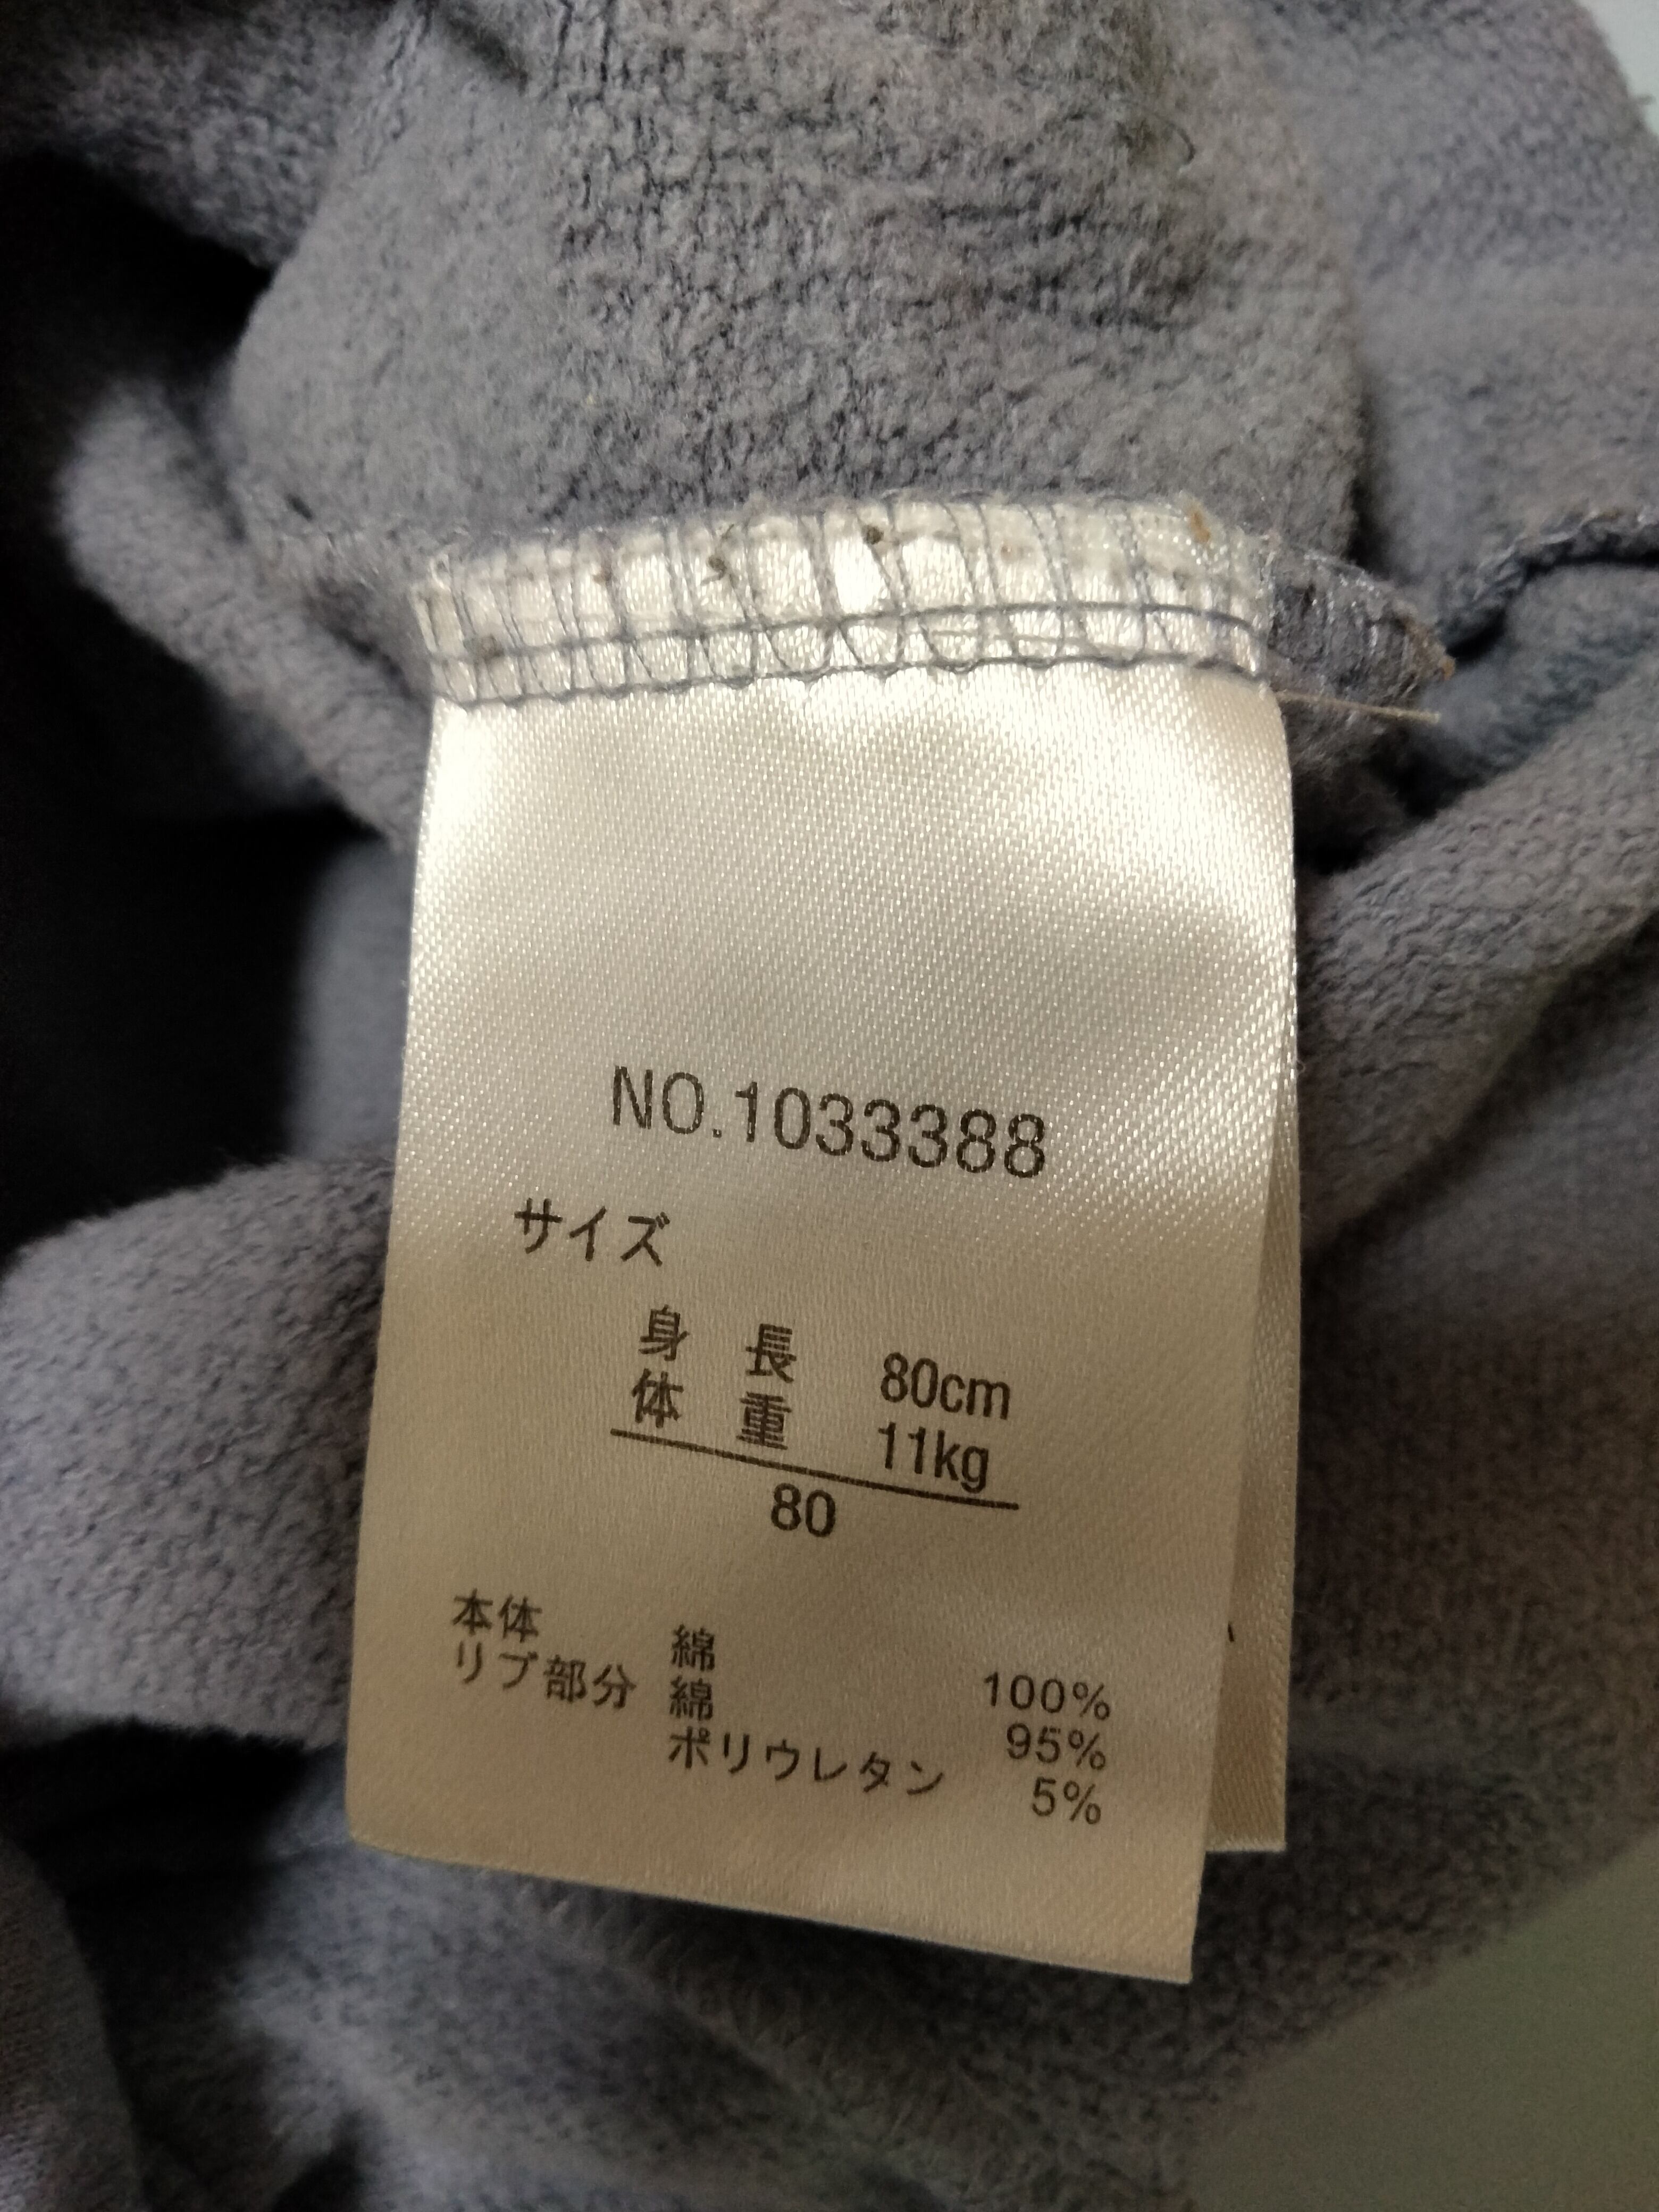 NO.1033388
サイズ
身 長 80cm
体 重 11kg
80
本体 綿 100%
リブ部分 綿 95%
ポリウレタン 5%